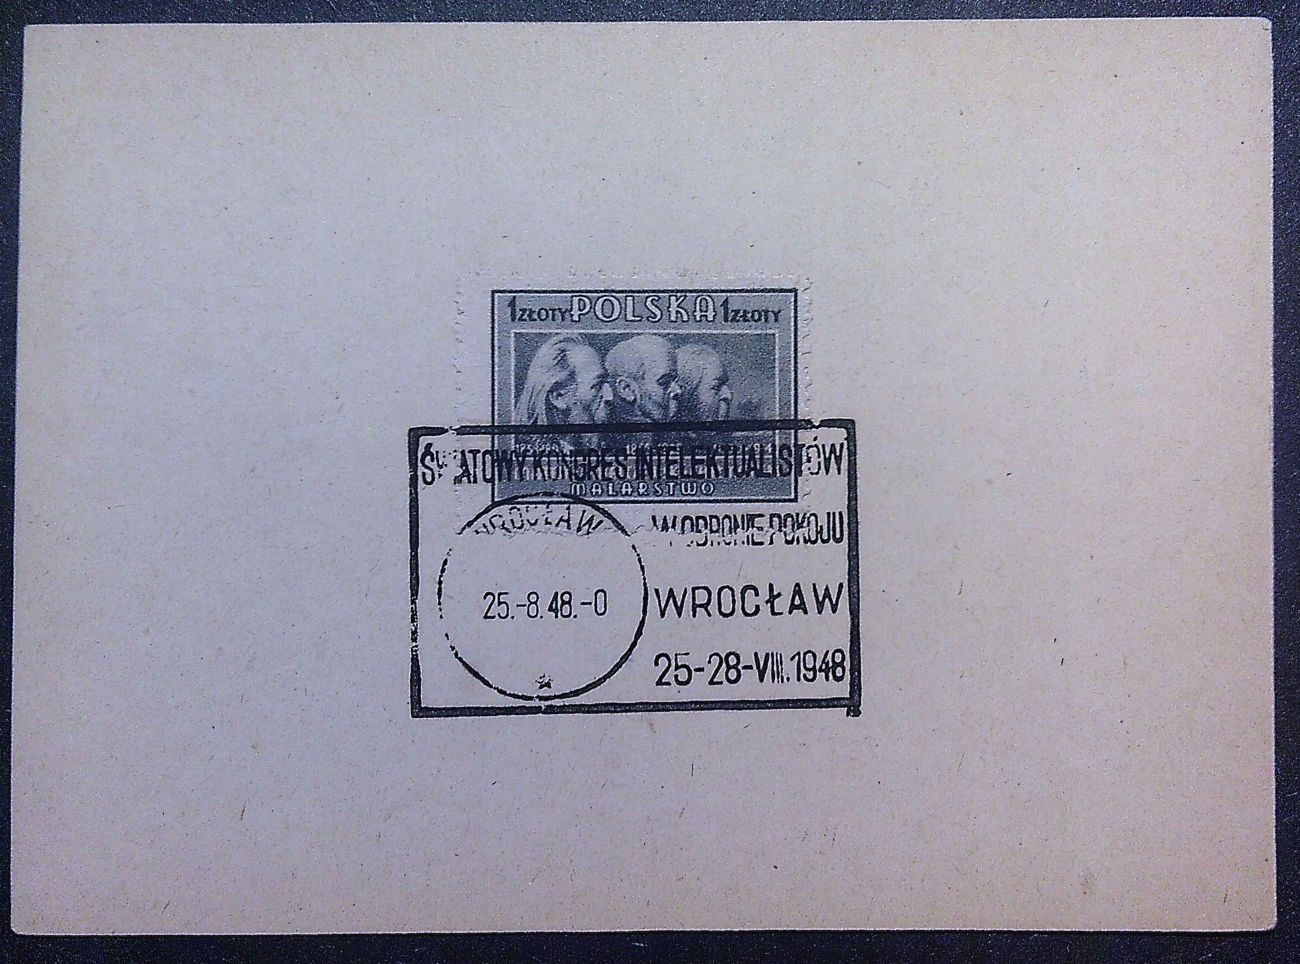 1 ZŁOTY POLSKA 1 ZŁOTY
MALARSTWO
ŚWIATOWY KONGRES INTELEKTUALISTÓW
W OBRONIE POKOJU
WROCŁAW
25-28-VIII.1948
WROCŁAW
25.-8.48.-0